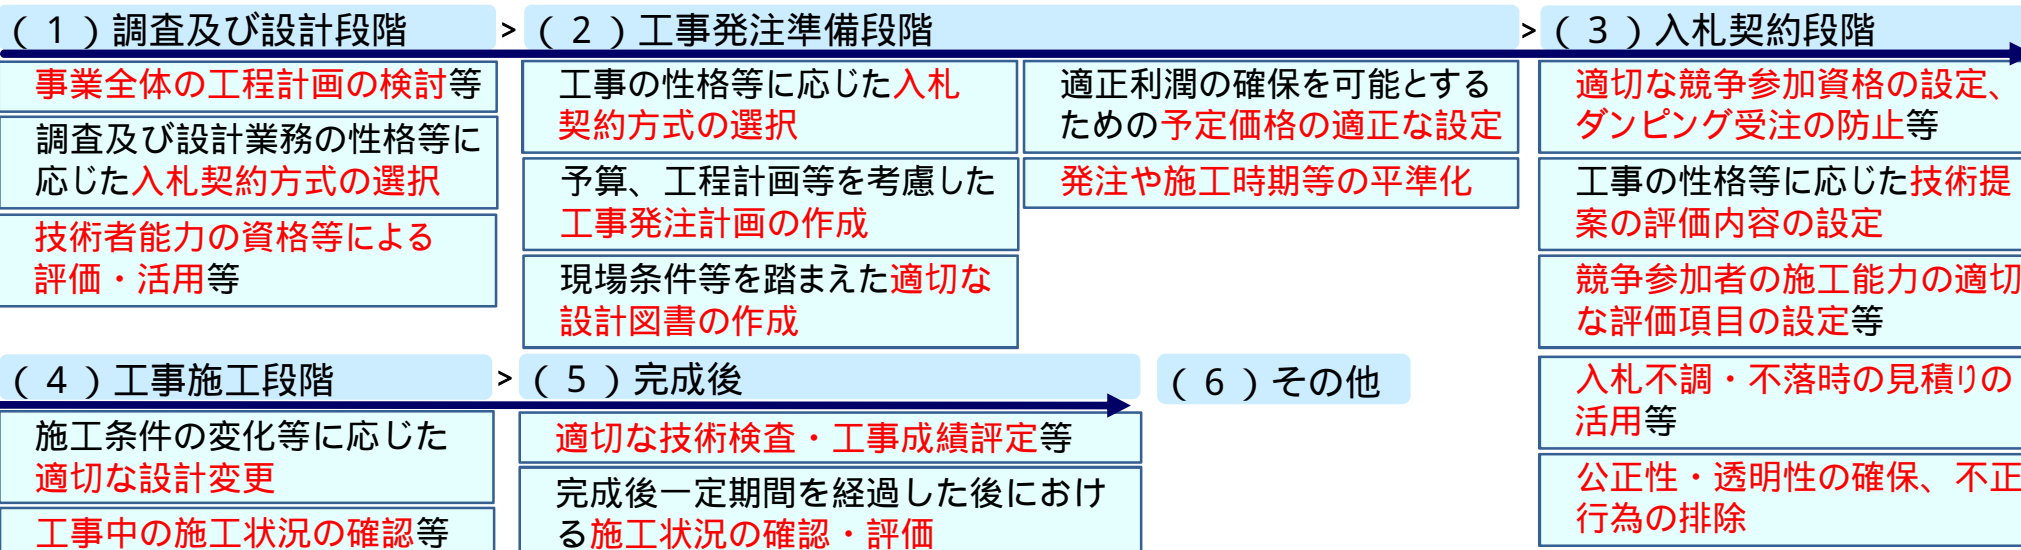 (1)調査及び設計段階
事業全体の工程計画の検討等
調査及び設計業務の性格等に
応じた入札契約方式の選択
技術者能力の資格等による
評価・活用等
>
(2)工事発注準備段階
工事の性格等に応じた入札
契約方式の選択
予算、工程計画等を考慮した
工事発注計画の作成
現場条件等を踏まえた適切な
設計図書の作成
適正利潤の確保を可能とする
ための予定価格の適正な設定
発注や施工時期等の平準化
>
(3)入札契約段階
適切な競争参加資格の設定、
ダンピング受注の防止等
工事の性格等に応じた技術提
案の評価内容の設定
競争参加者の施工能力の適切
な評価項目の設定等
入札不調・不落時の見積りの
活用等
公正性・透明性の確保、不正
行為の排除
(4)工事施工段階
施工条件の変化等に応じた
適切な設計変更
工事中の施工状況の確認等
>
(5)完成後
適切な技術検査・工事成績評定等
完成後一定期間を経過した後におけ
る施工状況の確認・評価
(6)その他